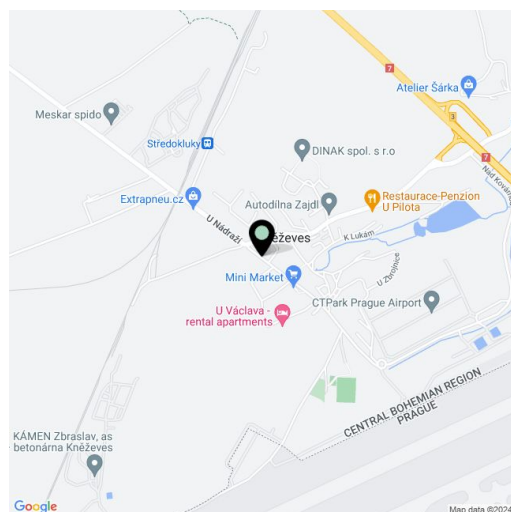 7
Atelier Šárka
Meskar spido
3
Středokluky
DINAK spol. s r.o
7
Extrapneu.cz
Autodílna Zajdl
Restaurace-Penzion
U Pilota
U Nádraží
K Lukám
Mini Market
U Zbrojnice
CTPark Prague Airport
U Václava -
rental apartments
CENTRAL BOHEMIAN REGION
PRAGUE
KÁMEN Zbraslav, as
betonárna Kněževes
Google
Map data ©2024